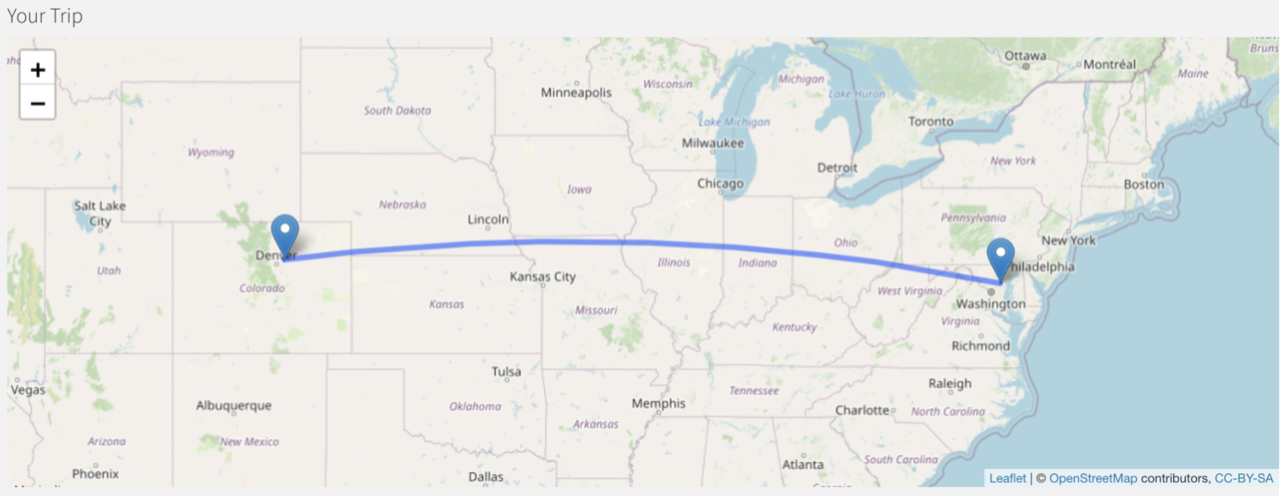 Your Trip
+
−
Ottawa
Montréal
Maine
Minneapolis
Wisconsin
Michigan
Lake Huron
South Dakota
Lake Michigan
Toronto
Wyoming
Milwaukee
New York
Detroit
Chicago
Boston
Iowa
Salt Lake
City
Nebraska
Lincoln
Pennsylvania
New York
Ohio
Denver
Illinois
Indiana
Philadelphia
Utah
Kansas City
Colorado
West Virginia
Washington
Kansas
Missouri
Virginia
Kentucky
Richmond
Tulsa
Raleigh
Vegas
Tennessee
Albuquerque
Oklahoma
Memphis
Charlotte
North Carolina
Arkansas
Arizona
New Mexico
South Carolina
Atlanta
Phoenix
Dallas
Leaflet | © OpenStreetMap contributors, CC-BY-SA